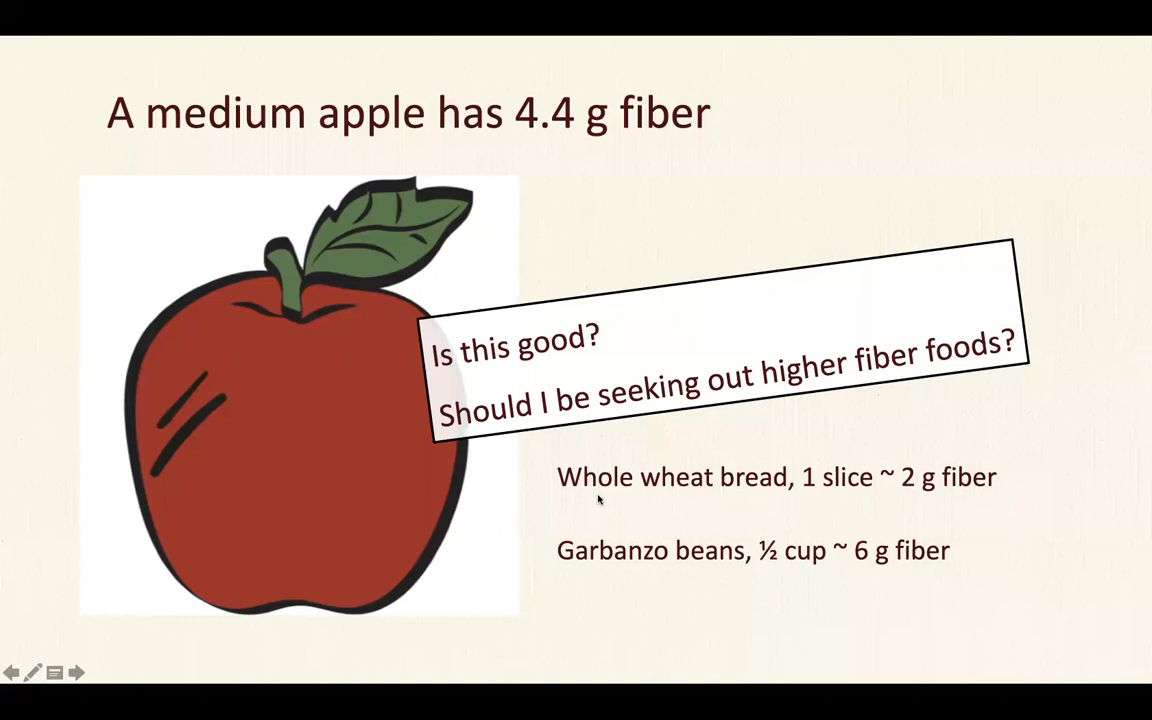 A medium apple has 4.4 g fiber
Is this good?
Should I be seeking out higher fiber foods?
Whole wheat bread, 1 slice ~ 2 g fiber
Garbanzo beans, ½ cup ~ 6 g fiber